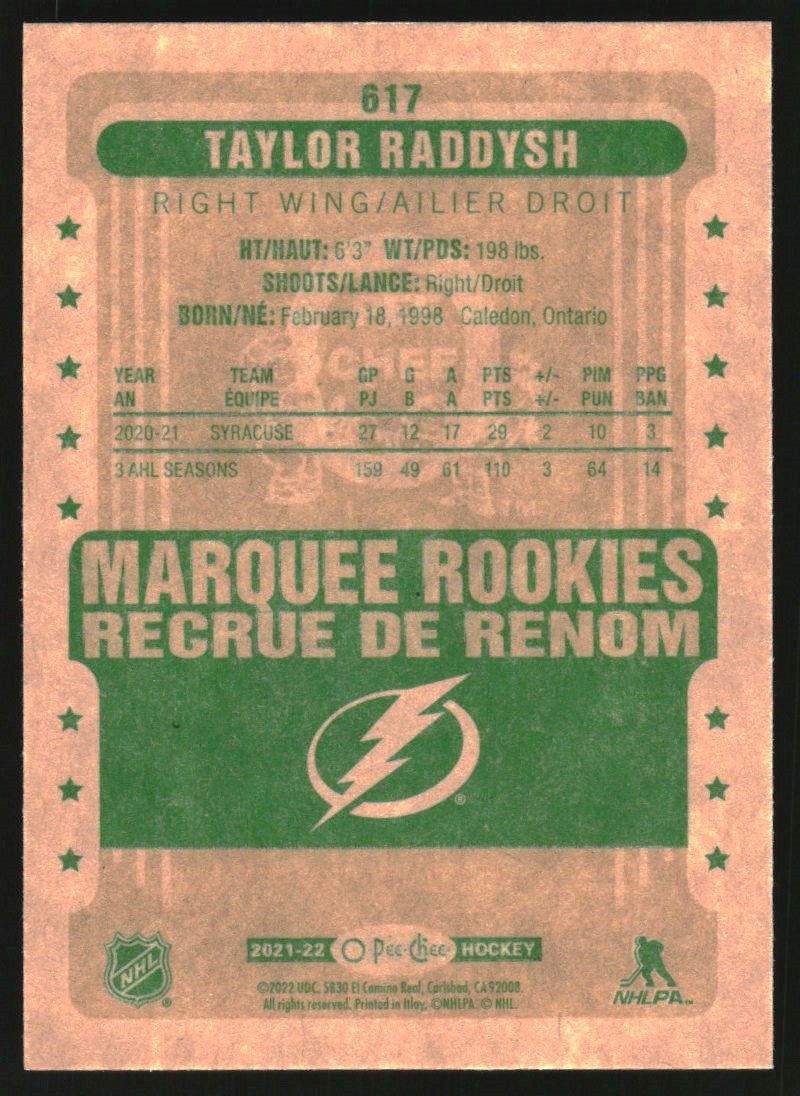 617
TAYLOR RADDYSH
RIGHT WING/AILIER DROIT
HT/HAUT: 6'3" WT/PDS: 198 lbs.
SHOOTS/LANCE: Right/Droit
BORN/NÉ: February 18, 1998 Caledon, Ontario
YEAR TEAM GP G A PTS +/- PIM PPG
AN ÉQUIPE PJ B A PTS +/- PUN BAN
2020-21 SYRACUSE 27 12 17 29 2 10 3
3 AHL SEASONS 159 49 61 110 3 64 14
MARQUEE ROOKIES
RECRUE DE RENOM
®
2021-22 O-Pee-Chee HOCKEY
NHL ®
©2022 UDC. 5830 El Camino Real, Carlsbad, CA 92008.
All rights reserved. Printed in Italy. ©NHLPA. © NHL.
NHLPA™